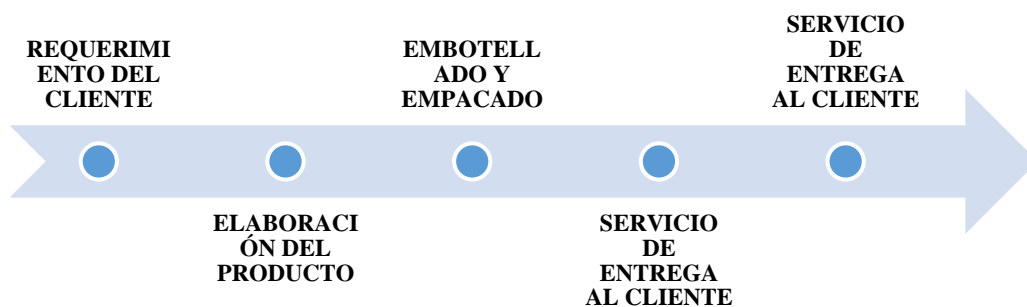 REQUERIMI
ENTO DEL
CLIENTE
ELABORACI
ÓN DEL
PRODUCTO
EMBOTELL
ADO Y
EMPACADO
SERVICIO
DE
ENTREGA
AL CLIENTE
SERVICIO
DE
ENTREGA
AL CLIENTE